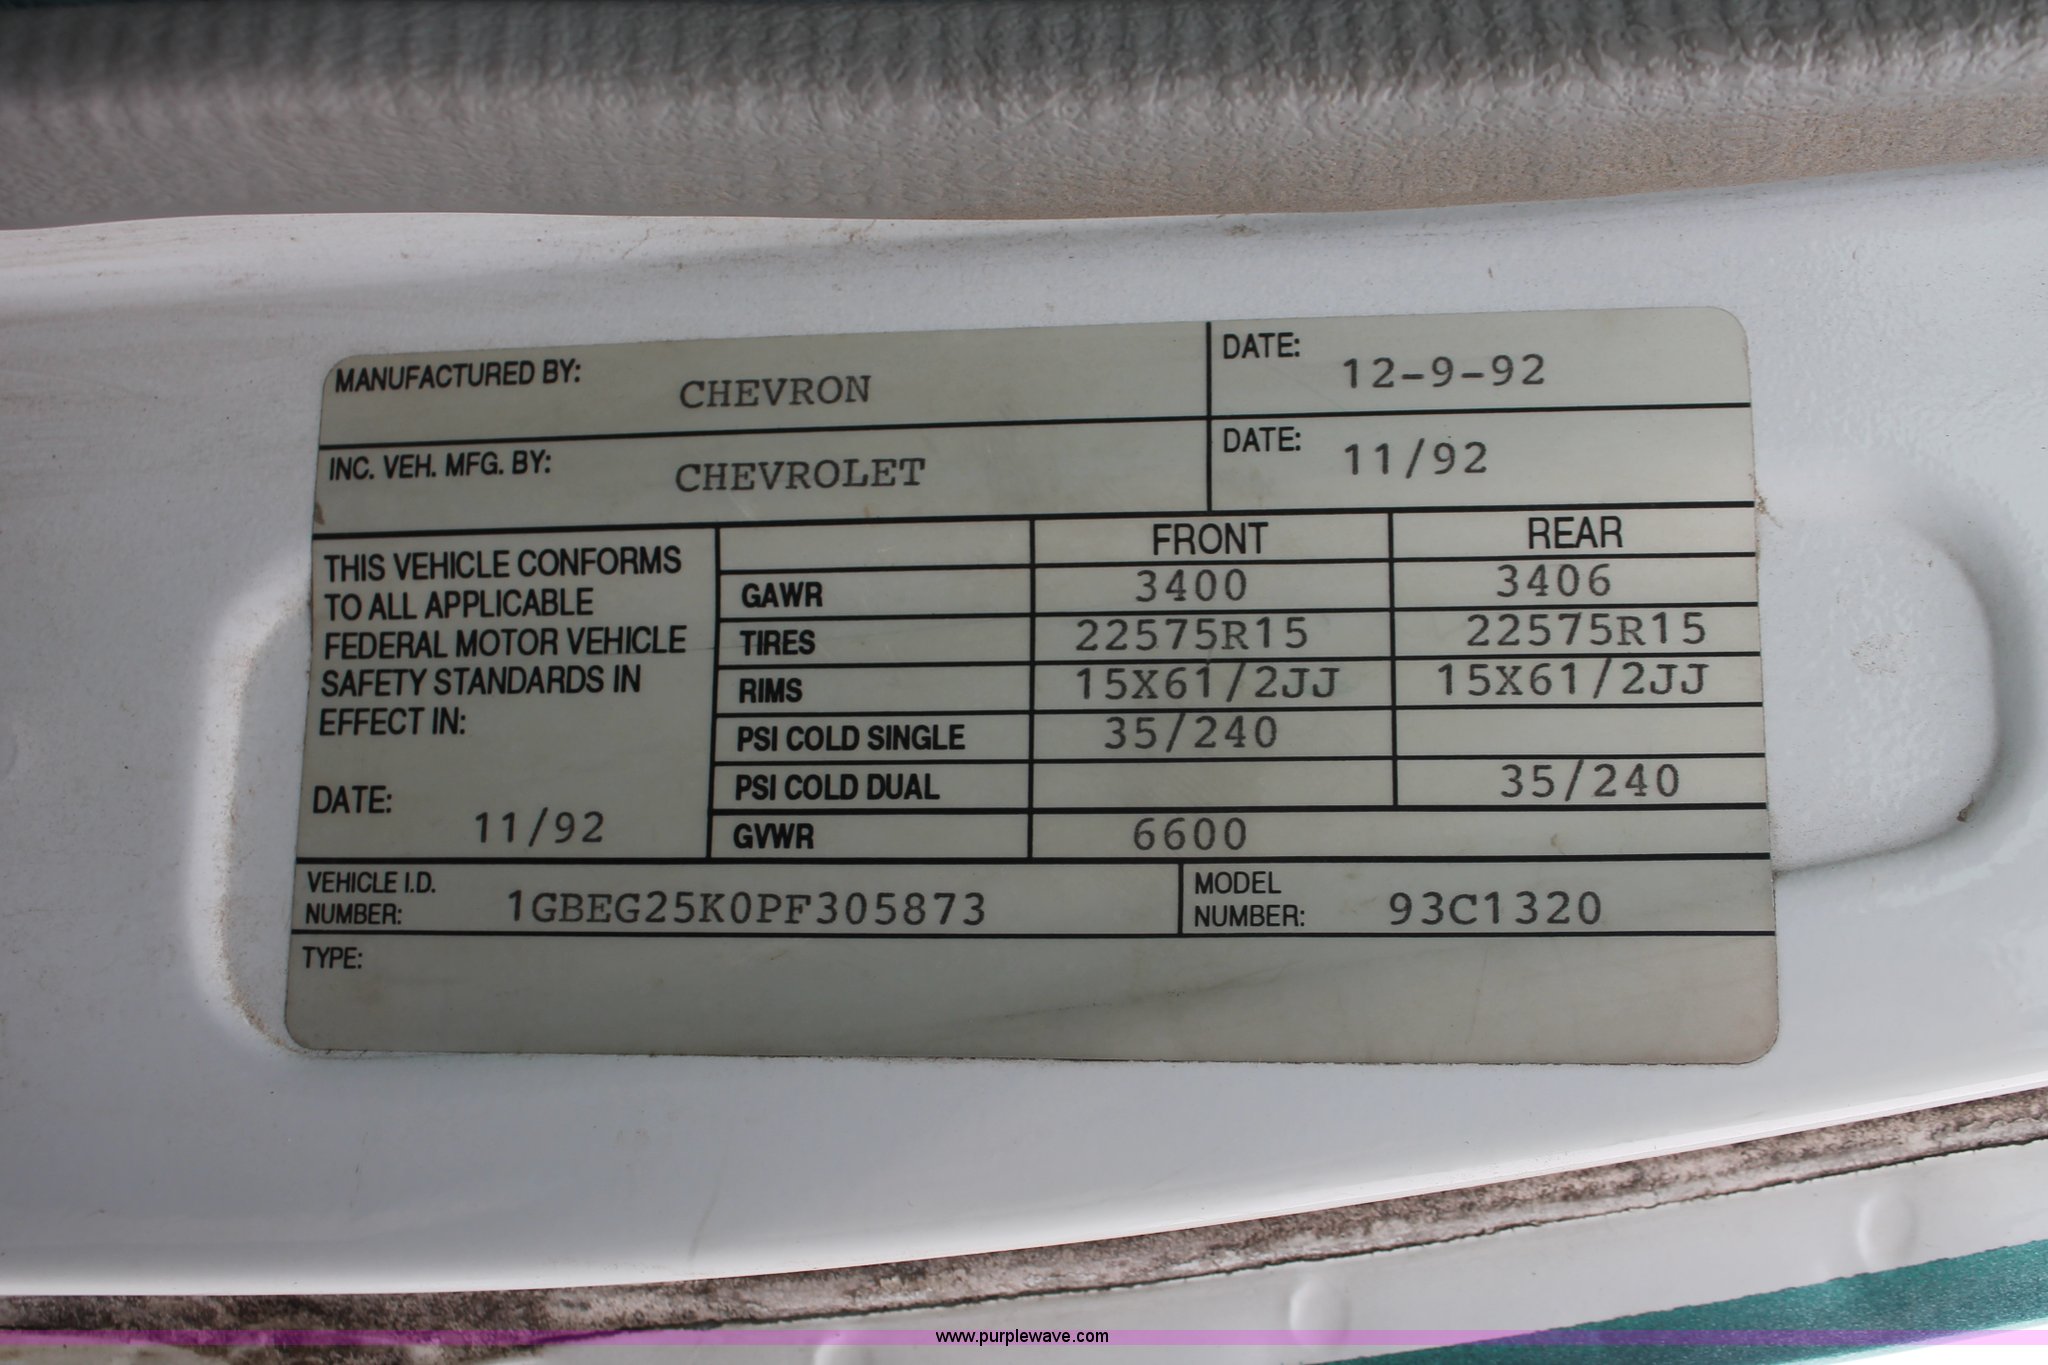 MANUFACTURED BY: CHEVRON DATE: 12-9-92
INC. VEH. MFG. BY: CHEVROLET DATE: 11/92
THIS VEHICLE CONFORMS
TO ALL APPLICABLE
FEDERAL MOTOR VEHICLE
SAFETY STANDARDS IN
EFFECT IN:
DATE: 11/92
FRONT REAR
GAWR 3400 3406
TIRES 22575R15 22575R15
RIMS 15X61/2JJ 15X61/2JJ
PSI COLD SINGLE 35/240
PSI COLD DUAL 35/240
GVWR 6600
VEHICLE I.D.
NUMBER: 1GBEG25K0PF305873
MODEL
NUMBER: 93C1320
TYPE:
www.purplewave.com